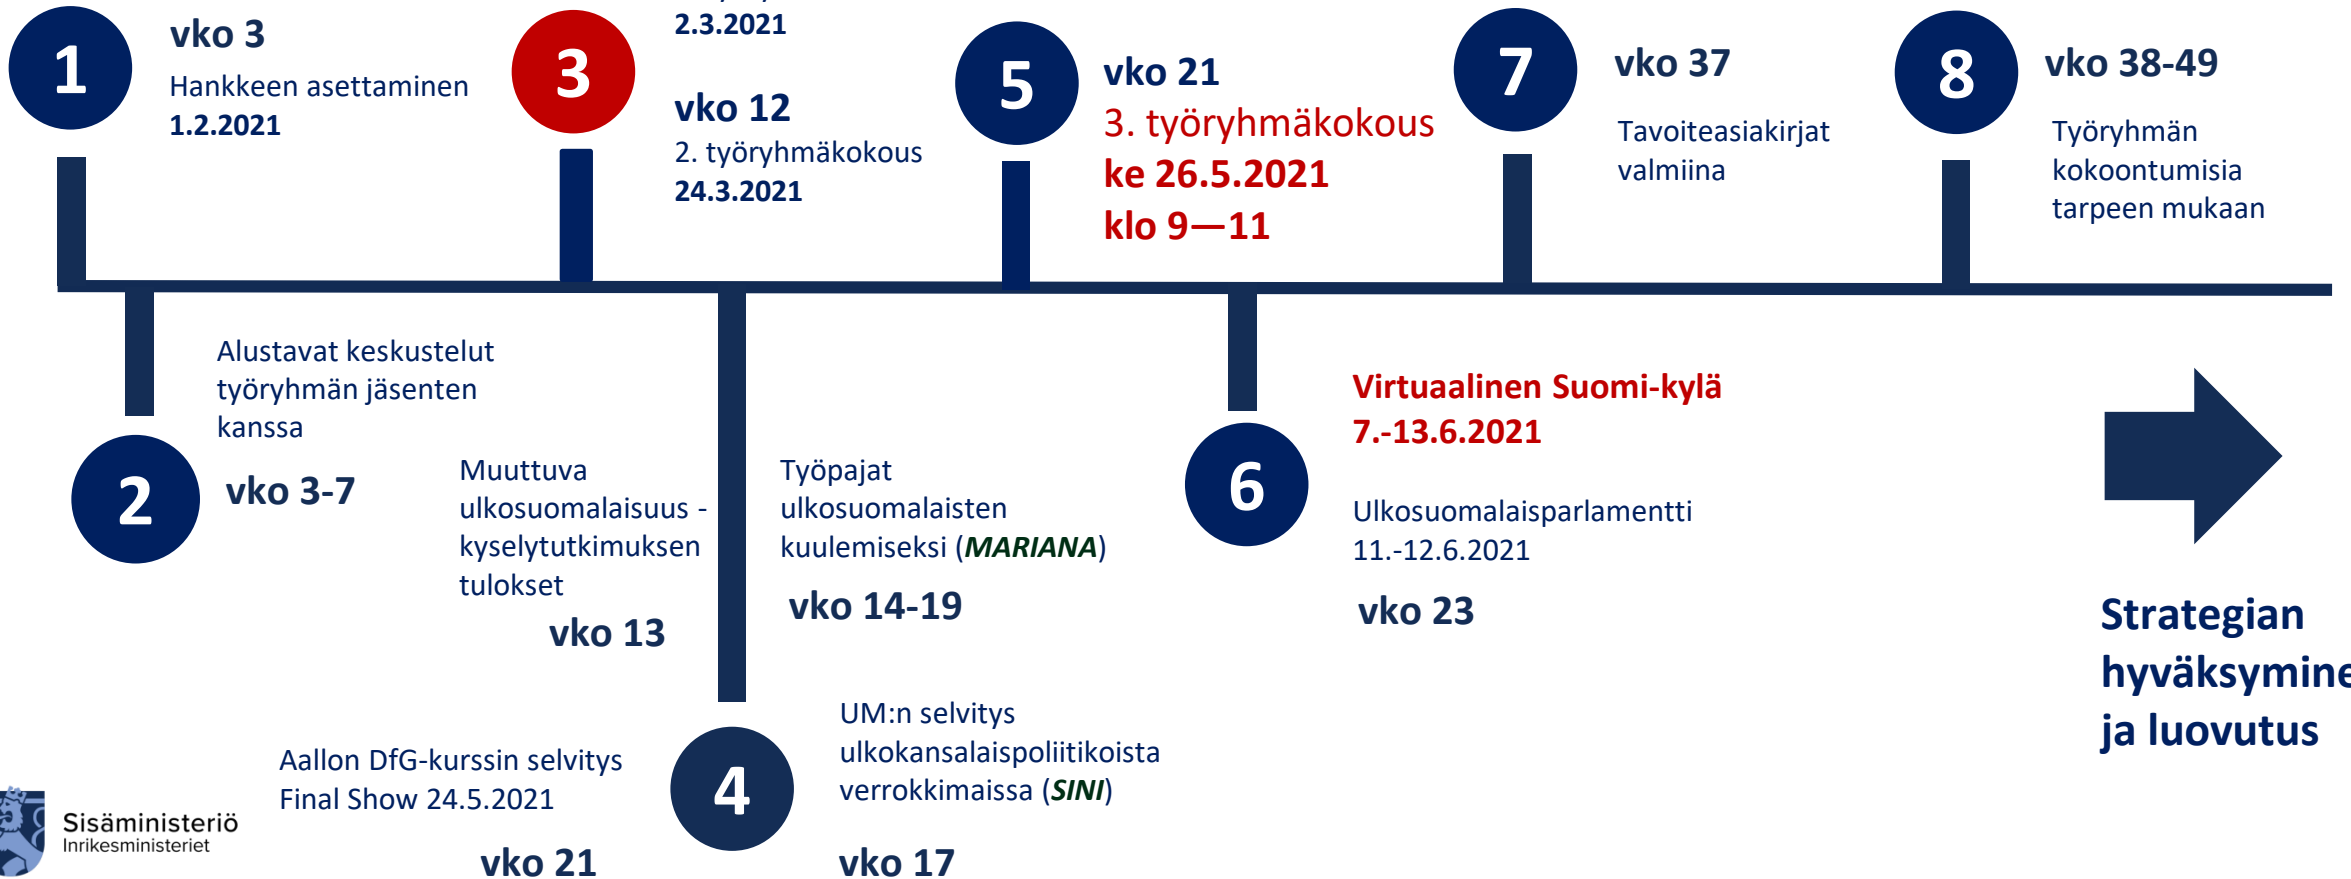 1
vko 3
Hankkeen asettaminen
1.2.2021
3
2.3.2021
vko 12
2. työryhmäkokous
24.3.2021
5
vko 21
3. työryhmäkokous
ke 26.5.2021
klo 9—11
7
vko 37
Tavoiteasiakirjat
valmiina
8
vko 38-49
Työryhmän
kokoontumisia
tarpeen mukaan
2
Alustavat keskustelut
työryhmän jäsenten
kanssa
vko 3-7
Muuttuva
ulkosuomalaisuus -
kyselytutkimuksen
tulokset
vko 13
Työpajat
ulkosuomalaisten
kuulemiseksi (MARIANA)
vko 14-19
Aallon DfG-kurssin selvitys
Final Show 24.5.2021
vko 21
4
UM:n selvitys
ulkokansalaispoliitikoista
verrokkimaissa (SINI)
vko 17
6
Virtuaalinen Suomi-kylä
7.-13.6.2021
Ulkosuomalaisparlamentti
11.-12.6.2021
vko 23
Strategian
hyväksymine
ja luovutus
Sisäministeriö
Inrikesministeriet